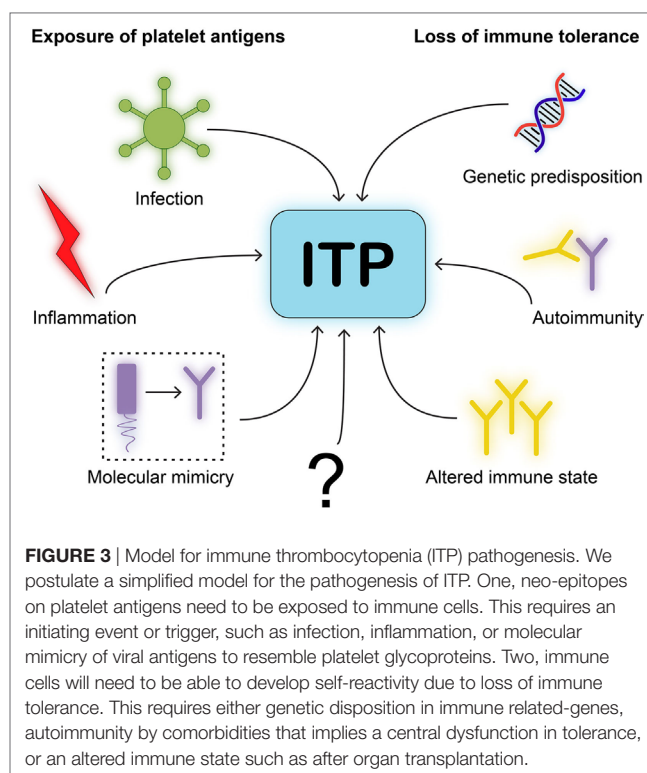 Exposure of platelet antigens
Loss of immune tolerance
Infection
Genetic predisposition
ITP
Inflammation
Autoimmunity
Molecular mimicry
?
Altered immune state
FIGURE 3 | Model for immune thrombocytopenia (ITP) pathogenesis. We
postulate a simplified model for the pathogenesis of ITP. One, neo-epitopes
on platelet antigens need to be exposed to immune cells. This requires an
initiating event or trigger, such as infection, inflammation, or molecular
mimicry of viral antigens to resemble platelet glycoproteins. Two, immune
cells will need to be able to develop self-reactivity due to loss of immune
tolerance. This requires either genetic disposition in immune related-genes,
autoimmunity by comorbidities that implies a central dysfunction in tolerance,
or an altered immune state such as after organ transplantation.